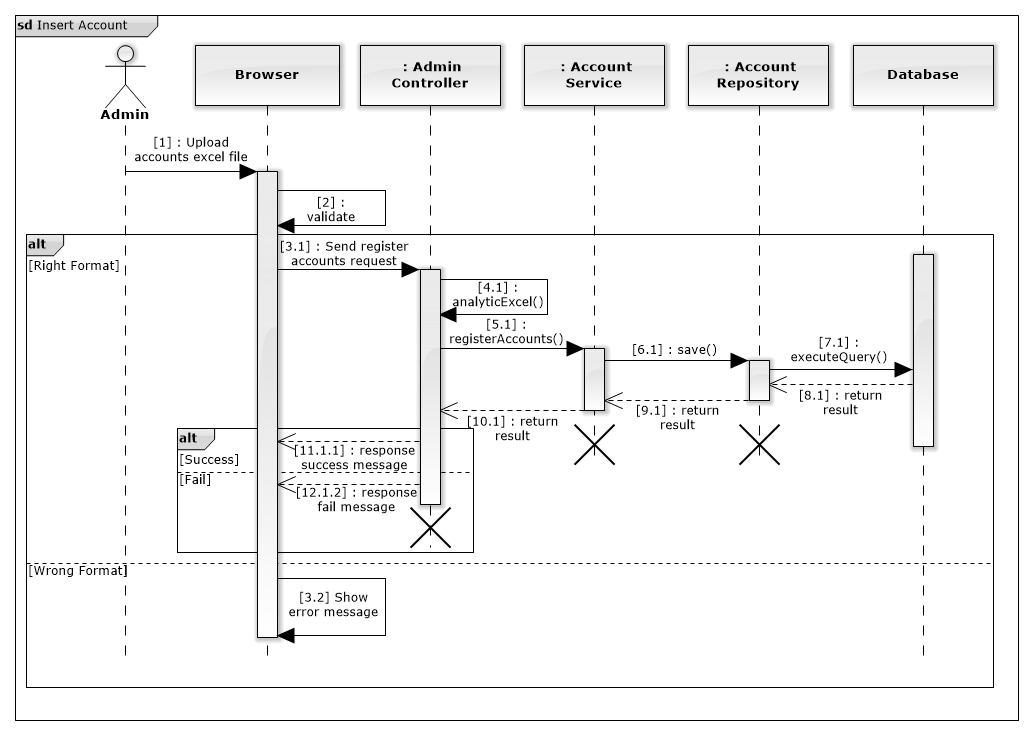 sd Insert Account
Browser
: Admin
Controller
: Account
Service
: Account
Repository
Database
Admin
[1] : Upload
accounts excel file
[2] :
validate
alt
[Right Format]
[3.1] : Send register
accounts request
[4.1] :
analyticExcel()
[5.1] :
registerAccounts()
[6.1] : save()
[7.1] :
executeQuery()
[8.1] : return
result
[9.1] : return
result
[10.1] : return
result
alt
[Success]
[11.1.1] : response
success message
[Fail]
[12.1.2] : response
fail message
[Wrong Format]
[3.2] Show
error message